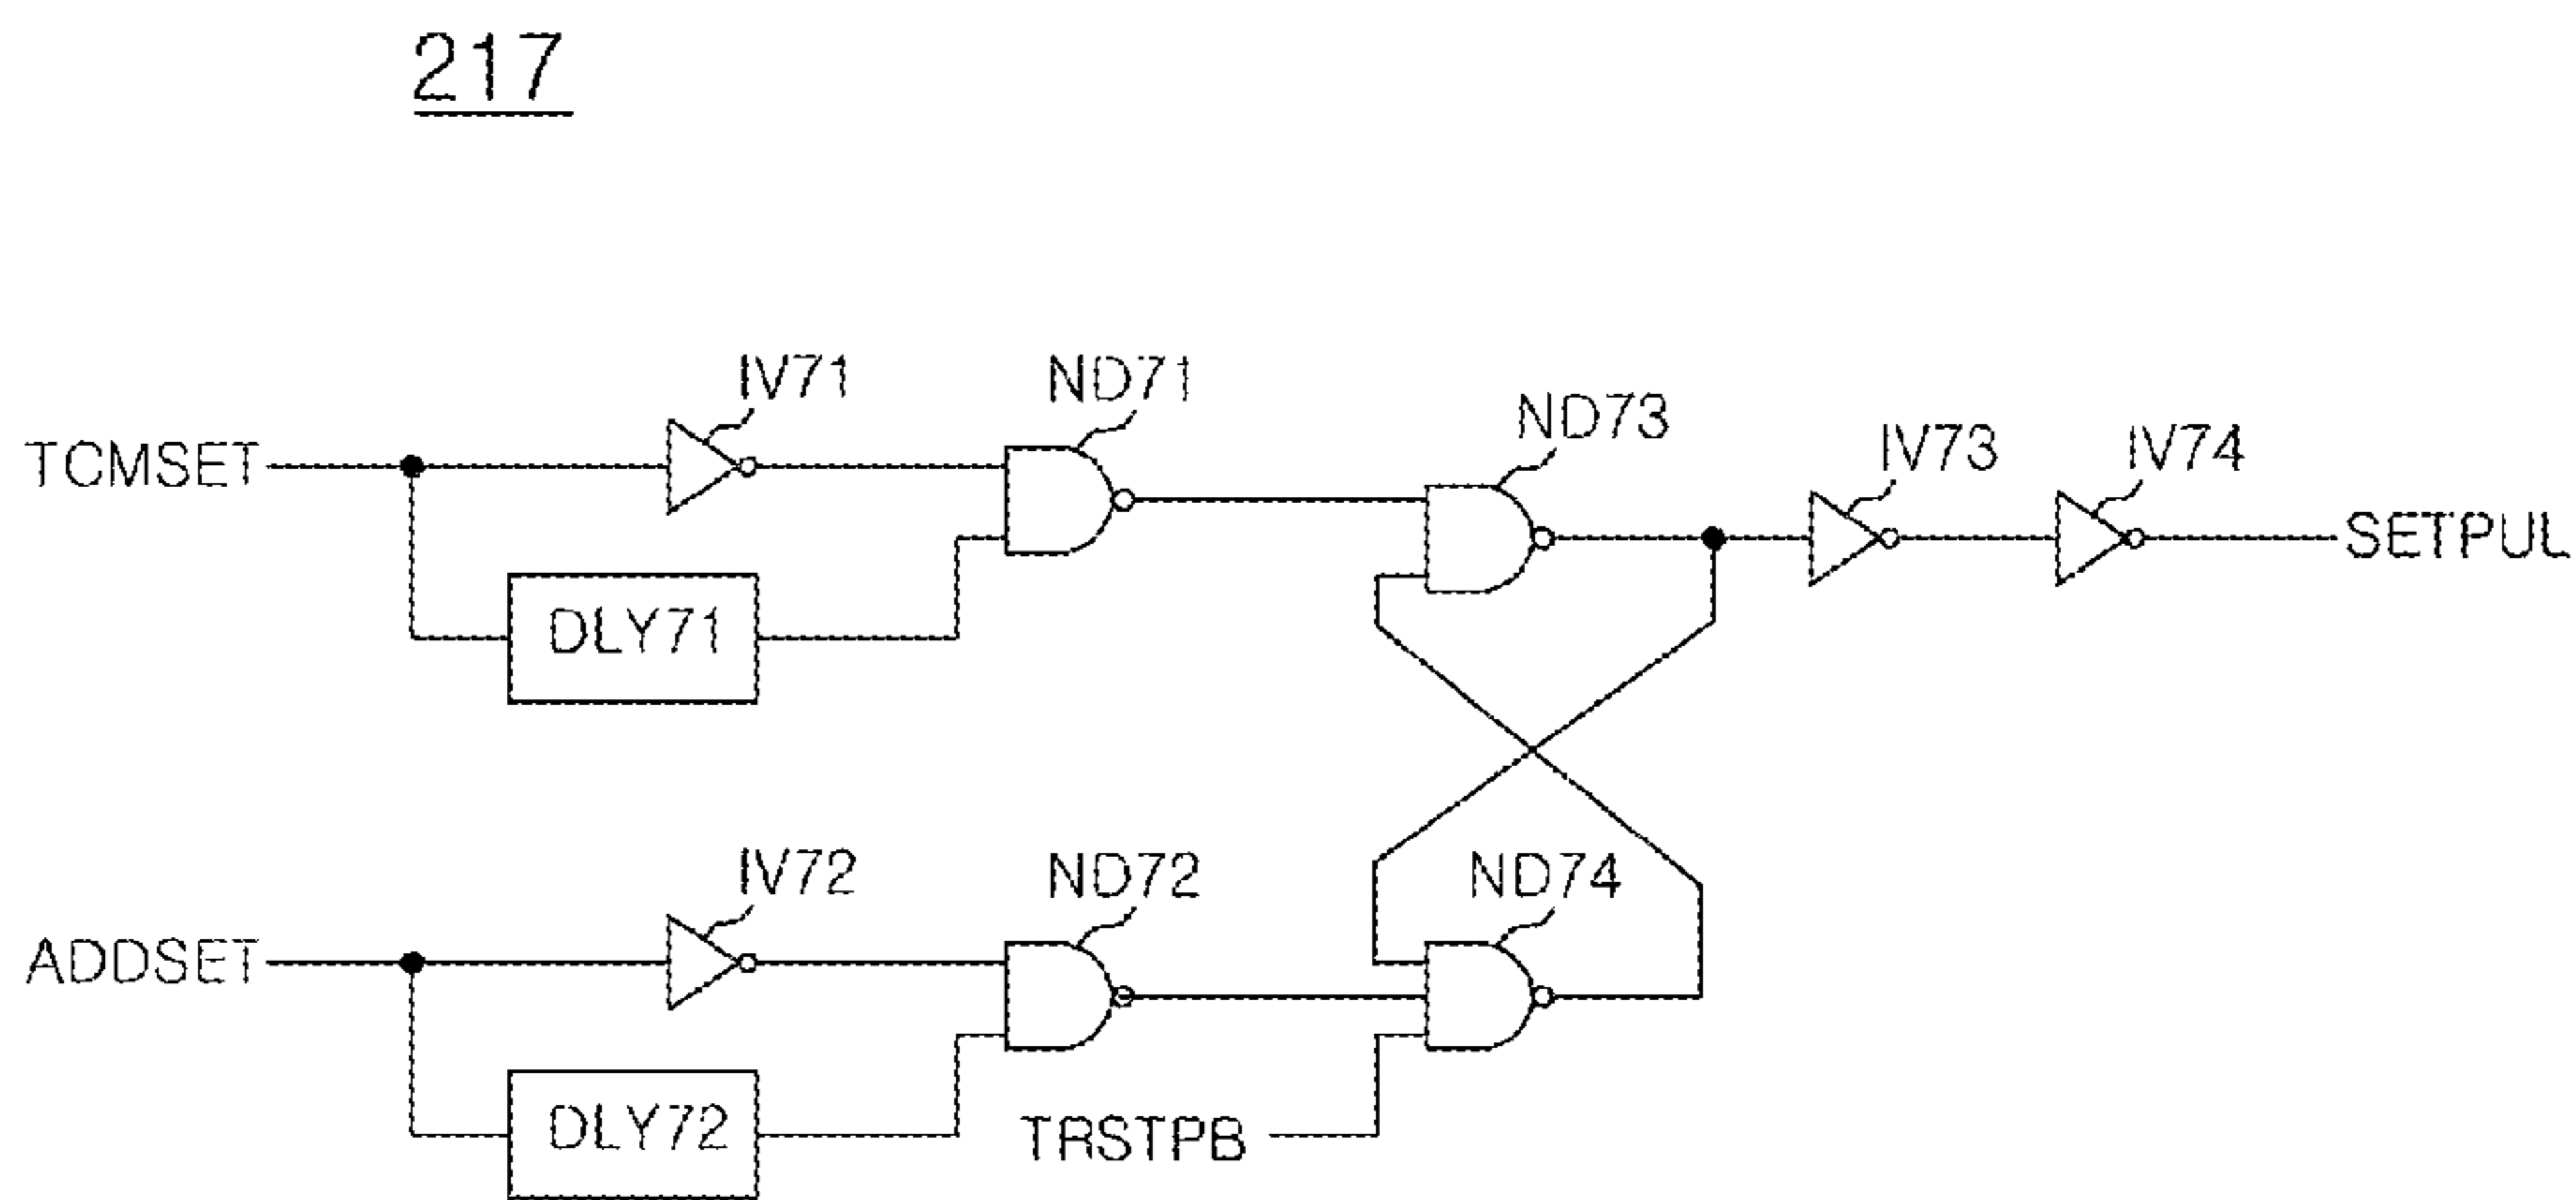 217
IV71
ND71
ND73
IV73
IV74
TCMSET
SETPUL
DLY71
IV72
ND72
ND74
ADDSET
DLY72
TRSTPB